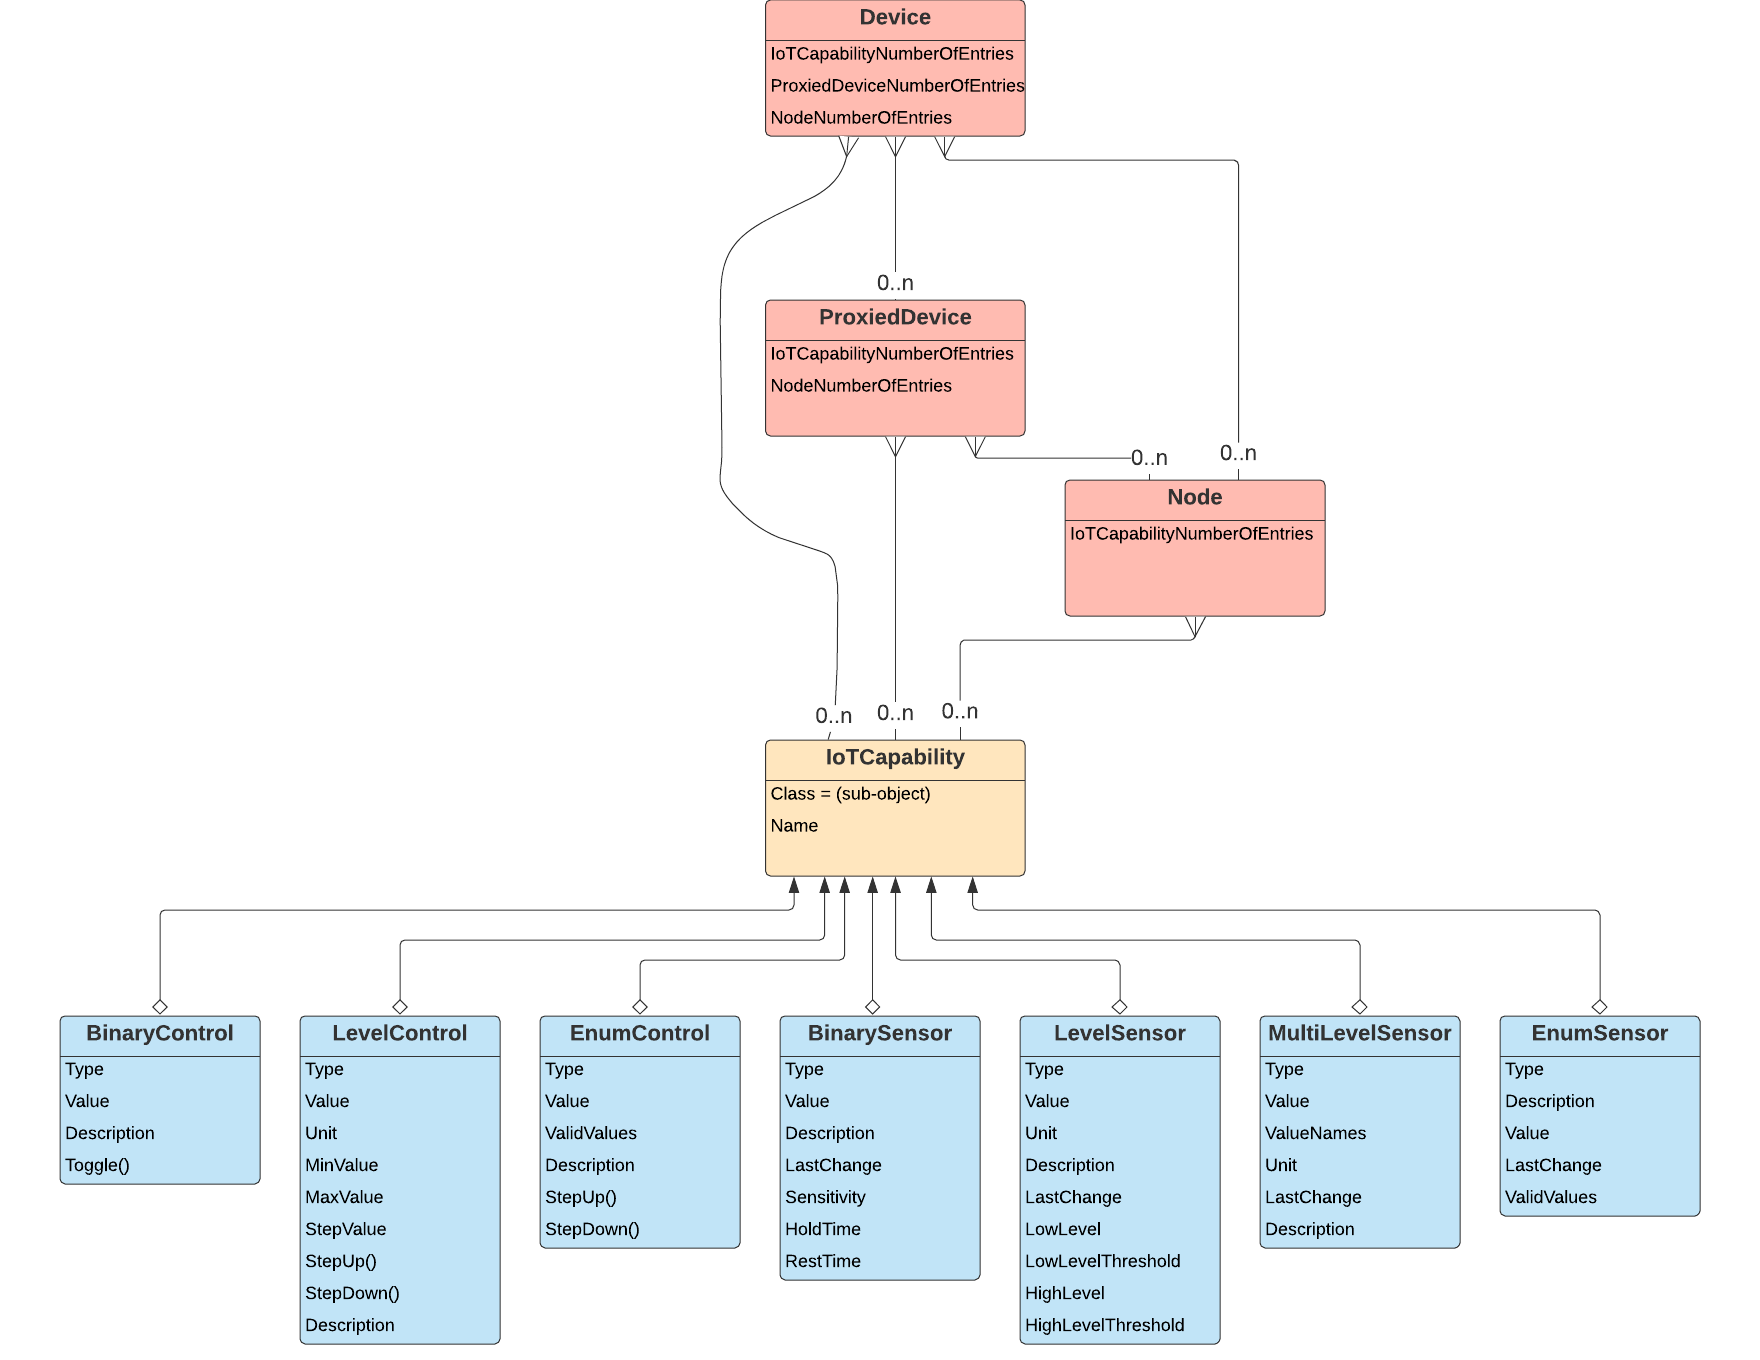 Device
IoTCapabilityNumberOfEntries
ProxiedDeviceNumberOfEntries
NodeNumberOfEntries
0..n
ProxiedDevice
IoTCapabilityNumberOfEntries
NodeNumberOfEntries
0..n
0..n
Node
IoTCapabilityNumberOfEntries
0..n
0..n
0..n
IoTCapability
Class = (sub-object)
Name
BinaryControl
Type
Value
Description
Toggle()
LevelControl
Type
Value
Unit
MinValue
MaxValue
StepValue
StepUp()
StepDown()
Description
EnumControl
Type
Value
ValidValues
Description
StepUp()
StepDown()
BinarySensor
Type
Value
Description
LastChange
Sensitivity
HoldTime
RestTime
LevelSensor
Type
Value
Unit
Description
LastChange
LowLevel
LowLevelThreshold
HighLevel
HighLevelThreshold
MultiLevelSensor
Type
Value
ValueNames
Unit
LastChange
Description
EnumSensor
Type
Description
Value
LastChange
ValidValues